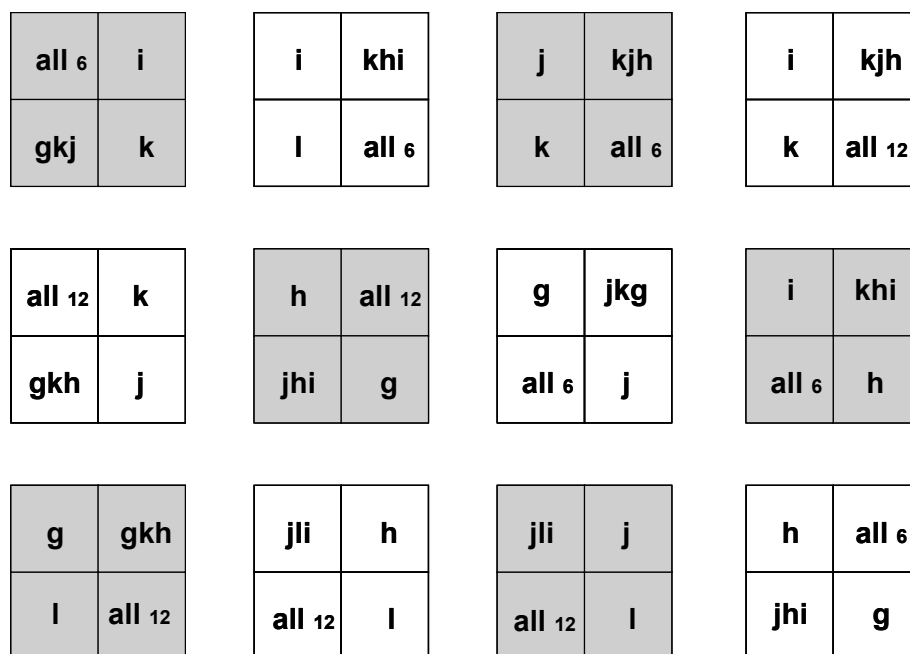 all 6 i i khi j kjh i kjh
gkj k l all 6 k all 6 k all 12
all 12 k h all 12 g jkg i khi
gkh j jhi g all 6 j all 6 h
g gkh jli h jli j h all 6
l all 12 all 12 l all 12 l jhi g